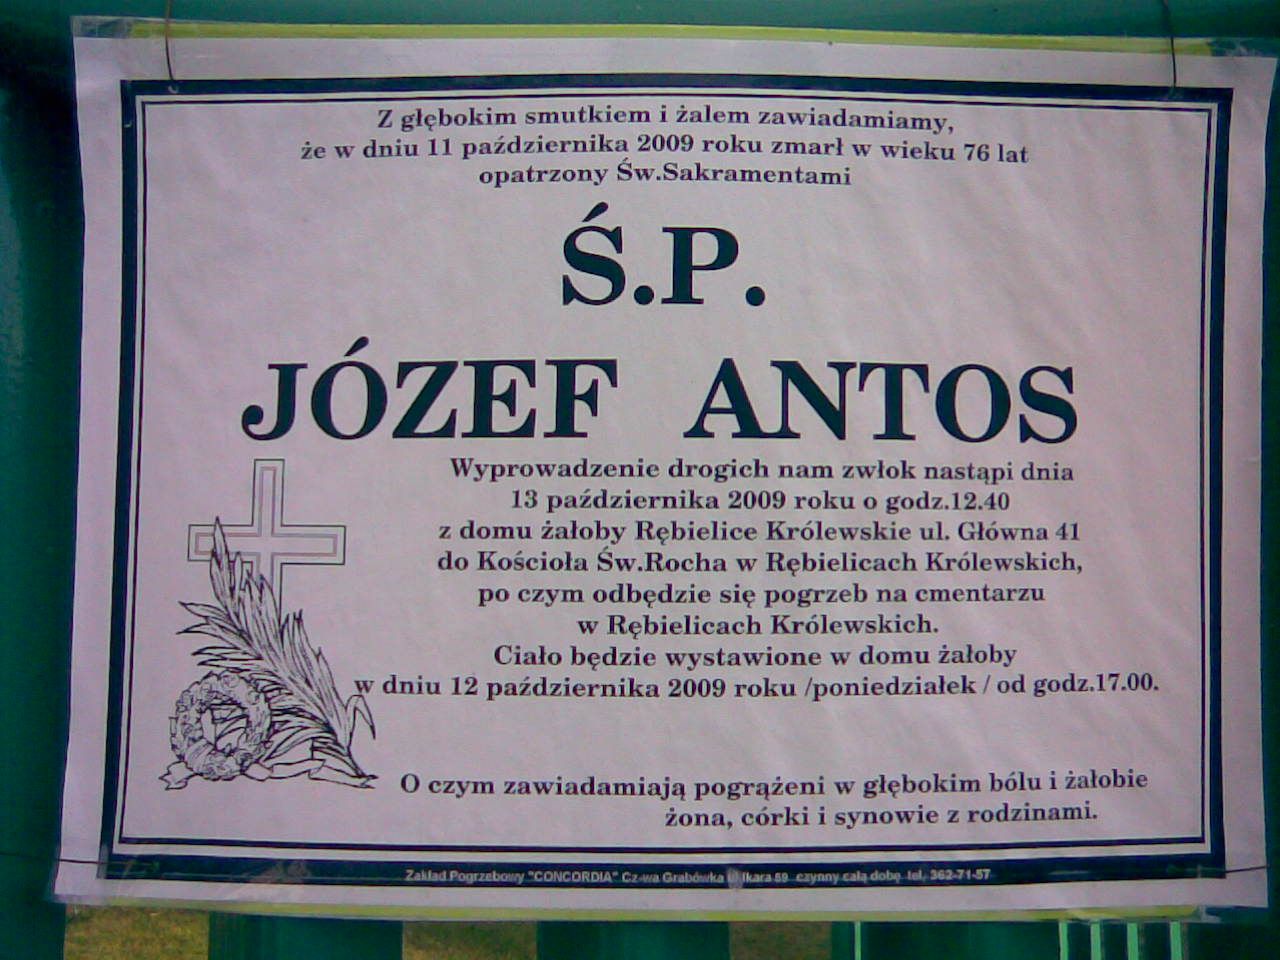 Z głębokim smutkiem i żalem zawiadamiamy,
że w dniu 11 października 2009 roku zmarł w wieku 76 lat
opatrzony Św.Sakramentami
Ś.P.
JÓZEF ANTOS
Wyprowadzenie drogich nam zwłok nastąpi dnia
13 października 2009 roku o godz.12.40
z domu żałoby Rębielice Królewskie ul. Główna 41
do Kościoła Św.Rocha w Rębielicach Królewskich,
po czym odbędzie się pogrzeb na cmentarzu
w Rębielicach Królewskich.
Ciało będzie wystawione w domu żałoby
w dniu 12 października 2009 roku /poniedziałek / od godz.17.00.
O czym zawiadamiają pogrążeni w głębokim bólu i żałobie
żona, córki i synowie z rodzinami.
Zakład Pogrzebowy "CONCORDIA" Cz-wa Grabówka ul Ikara 59 czynny całą dobę tel. 362-71-57